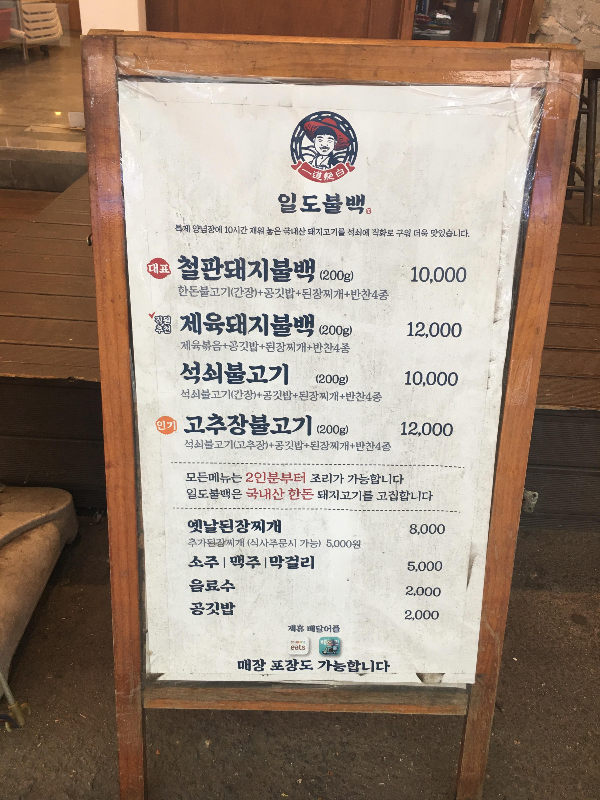 一道燃白
일도불백
특제 양념장에 10시간 재워 놓은 국내산 돼지고기를 석쇠에 직화로 구워 더욱 맛있습니다.
대표 철판돼지불백 (200g) 10,000
한돈불고기(간장)+공깃밥+된장찌개+반찬4종
직원추천 제육돼지불백 (200g) 12,000
제육볶음+공깃밥+된장찌개+반찬4종
석쇠불고기 (200g) 10,000
석쇠불고기(간장)+공깃밥+된장찌개+반찬4종
인기 고추장불고기 (200g) 12,000
석쇠불고기(고추장)+공깃밥+된장찌개+반찬4종
모든메뉴는 2인분부터 조리가 가능합니다
일도불백은 국내산 한돈 돼지고기를 고집합니다
옛날된장찌개 8,000
추가된장찌개 (식사주문시 가능) 5,000원
소주 | 맥주 | 막걸리 5,000
음료수 2,000
공깃밥 2,000
제휴 배달어플
eats
매장 포장도 가능합니다